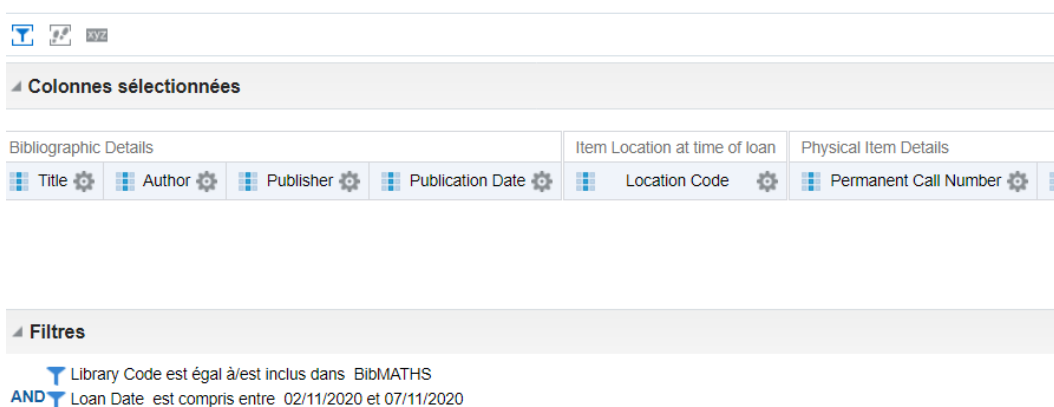 xyz
Colonnes sélectionnées
Bibliographic Details Item Location at time of loan Physical Item Details
Title Author Publisher Publication Date Location Code Permanent Call Number
Filtres
Library Code est égal à/est inclus dans BibMATHS
AND Loan Date est compris entre 02/11/2020 et 07/11/2020